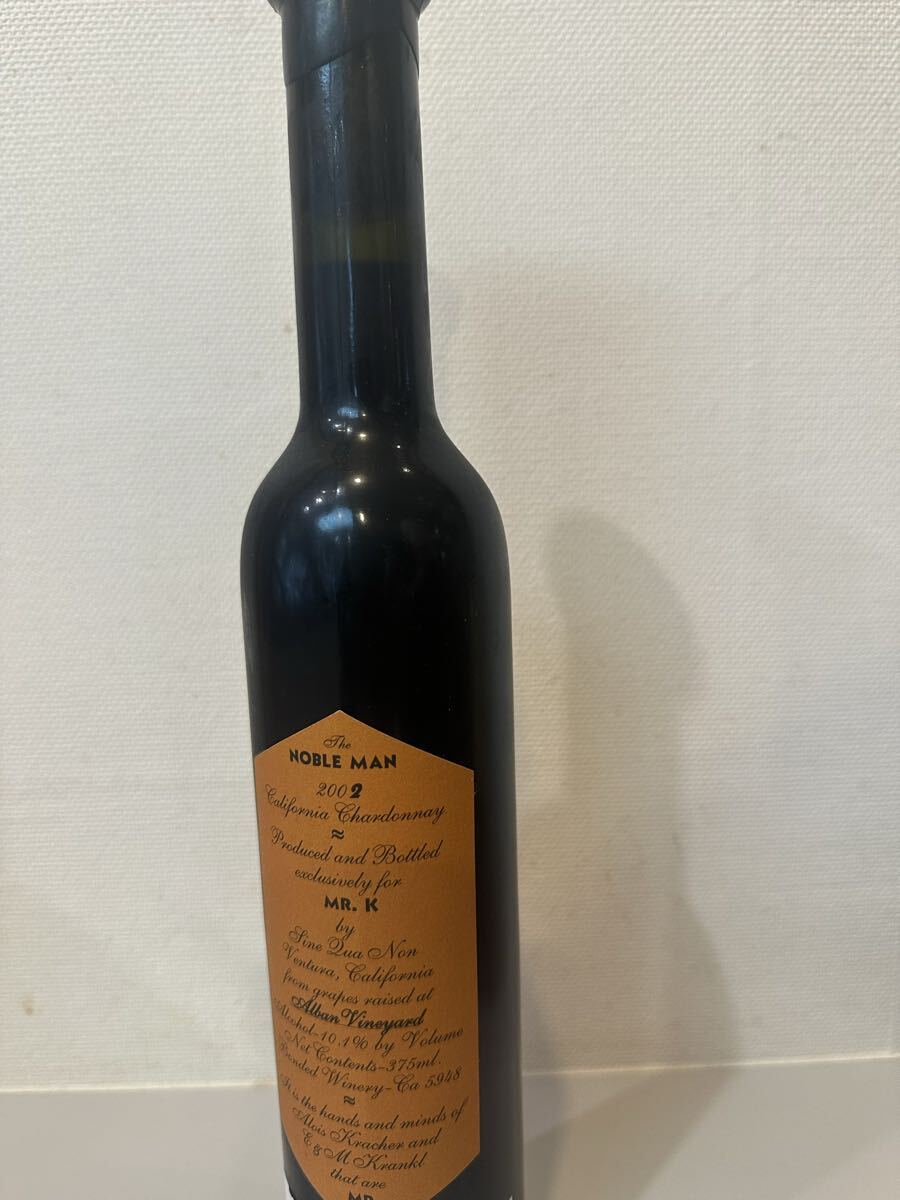 The
NOBLE MAN
2002
California Chardonnay
≈
Produced and Bottled
exclusively for
MR. K
by
Sine Qua Non
Ventura, California
from grapes raised at
Alban Vineyard
Alcohol-10.1% by Volume
Net Contents-375ml.
Bonded Winery-Ca 5948
≈
It is the hands and minds of
Alois Kracher and
E & M Krankl
that are
MR.